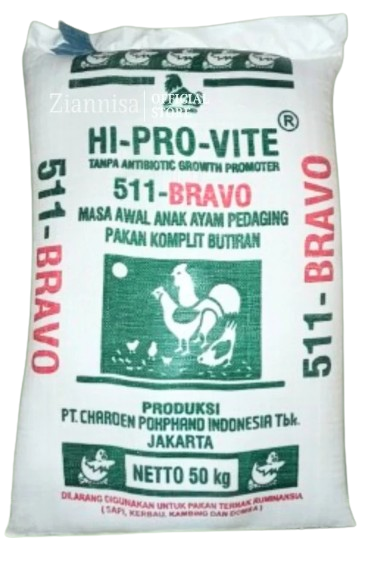 Ziannisa OFFICIAL STORE
HI-PRO-VITE ®
TANPA ANTIBIOTIC GROWTH PROMOTER
511-BRAVO
MASA AWAL ANAK AYAM PEDAGING
PAKAN KOMPLIT BUTIRAN
511-BRAVO
511-BRAVO
PRODUKSI
PT. CHAROEN POKPHAND INDONESIA Tbk.
JAKARTA
NETTO 50 kg
DILARANG DIGUNAKAN UNTUK PAKAN TERNAK RUMINANSIA
(SAPI, KERBAU, KAMBING DAN DOMBA)